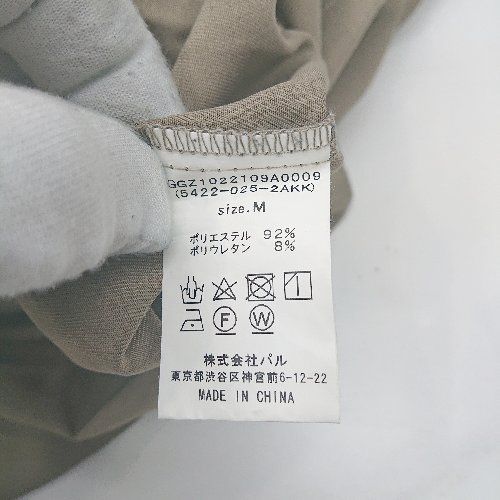 GGZ1022109A0009
(5422-025-2AKK)
size.M
ポリエステル 92%
ポリウレタン 8%
F W
株式会社パル
東京都渋谷区神宮前6-12-22
MADE IN CHINA